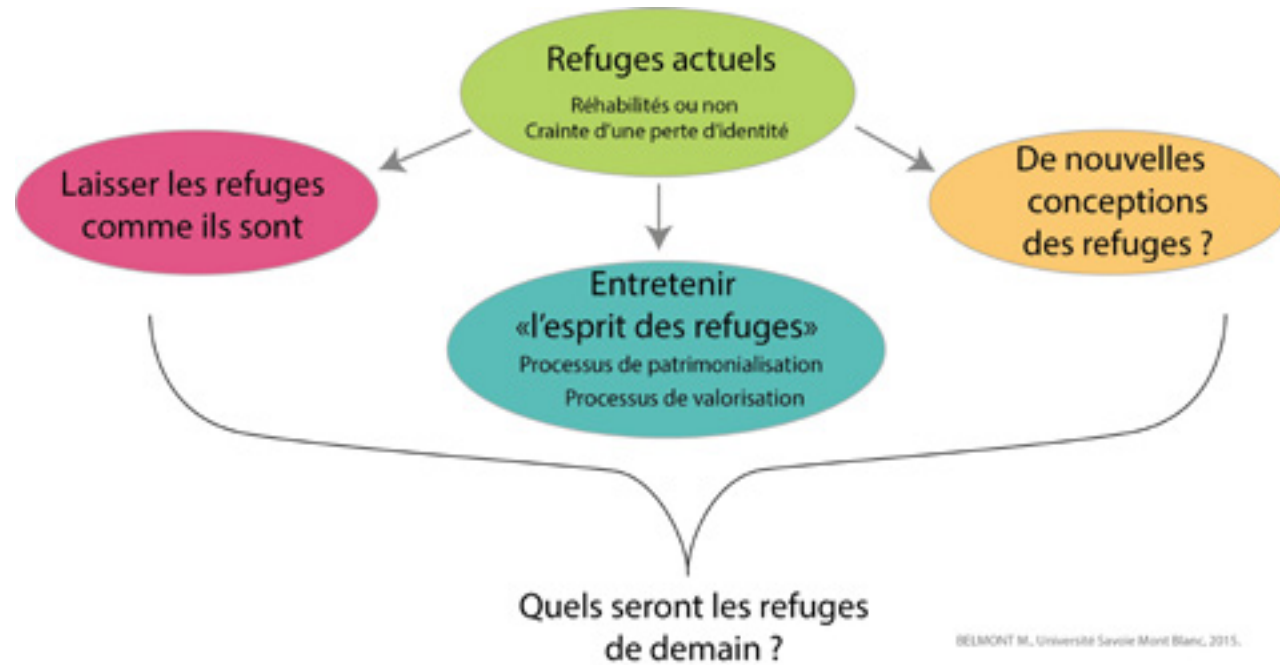 Refuges actuels
Réhabilités ou non
Crainte d'une perte d'identité
Laisser les refuges
comme ils sont
De nouvelles
conceptions
des refuges ?
Entretenir
«l'esprit des refuges»
Processus de patrimonialisation
Processus de valorisation
Quels seront les refuges
de demain ?
BELMONT M., Université Savoie Mont Blanc, 2015.